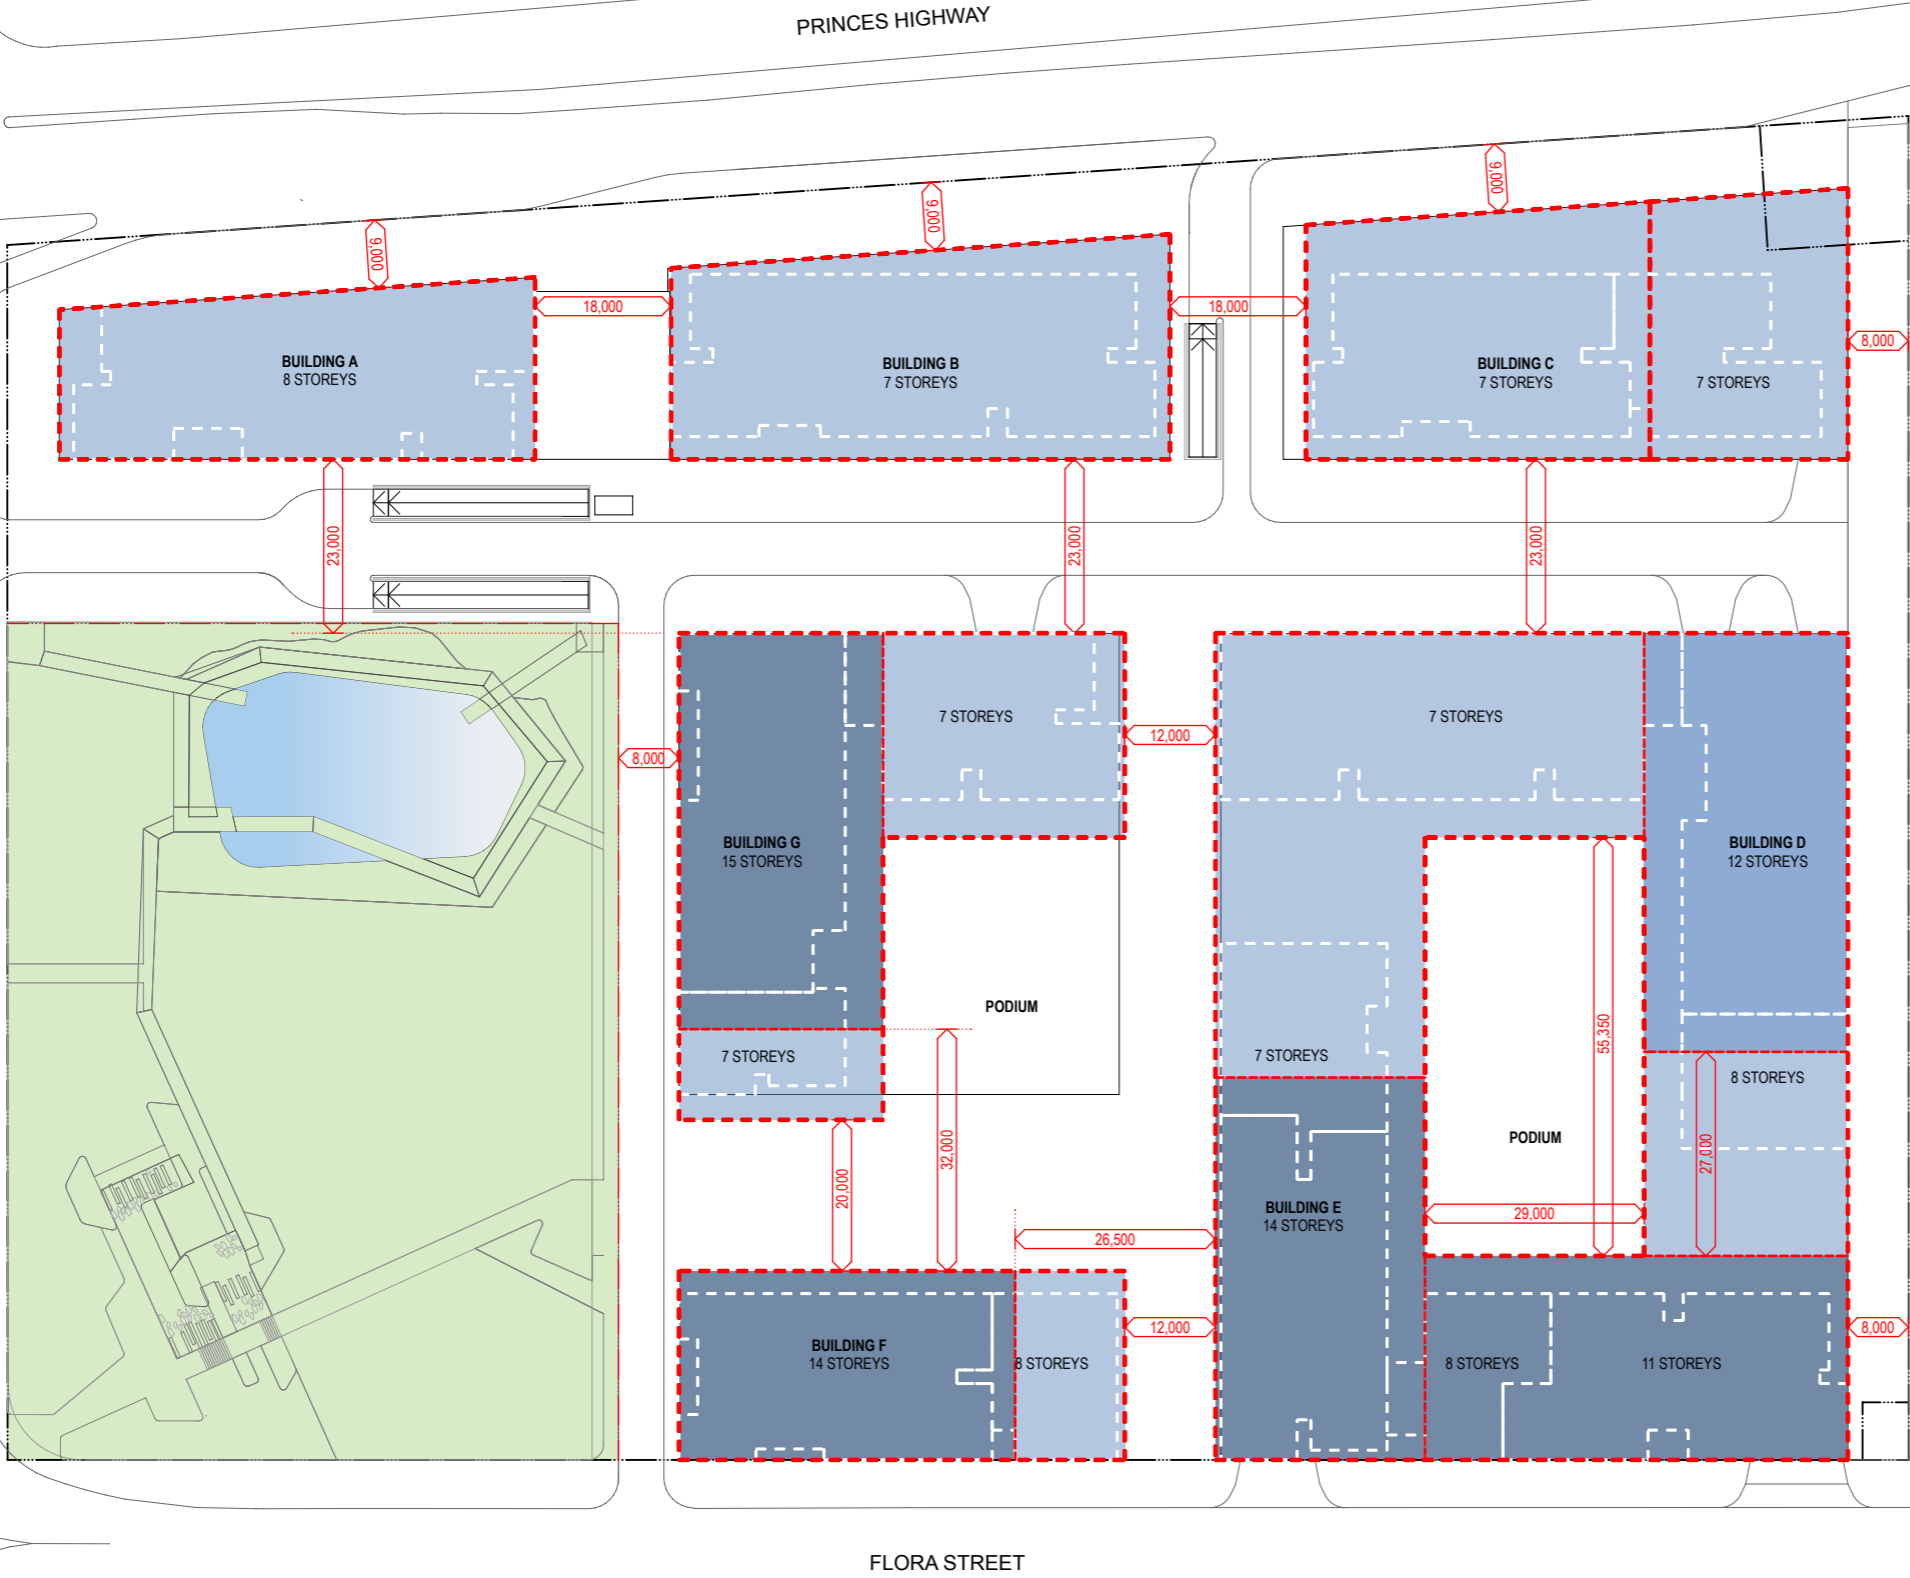 PRINCES HIGHWAY
9,000
9,000
9,000
18,000
18,000
8,000
BUILDING A
8 STOREYS
BUILDING B
7 STOREYS
BUILDING C
7 STOREYS
7 STOREYS
23,000
23,000
23,000
7 STOREYS
7 STOREYS
12,000
8,000
BUILDING G
15 STOREYS
BUILDING D
12 STOREYS
PODIUM
55,350
7 STOREYS
7 STOREYS
8 STOREYS
32,000
20,000
PODIUM
27,000
BUILDING E
14 STOREYS
29,000
26,500
12,000
8,000
BUILDING F
14 STOREYS
8 STOREYS
8 STOREYS
11 STOREYS
FLORA STREET